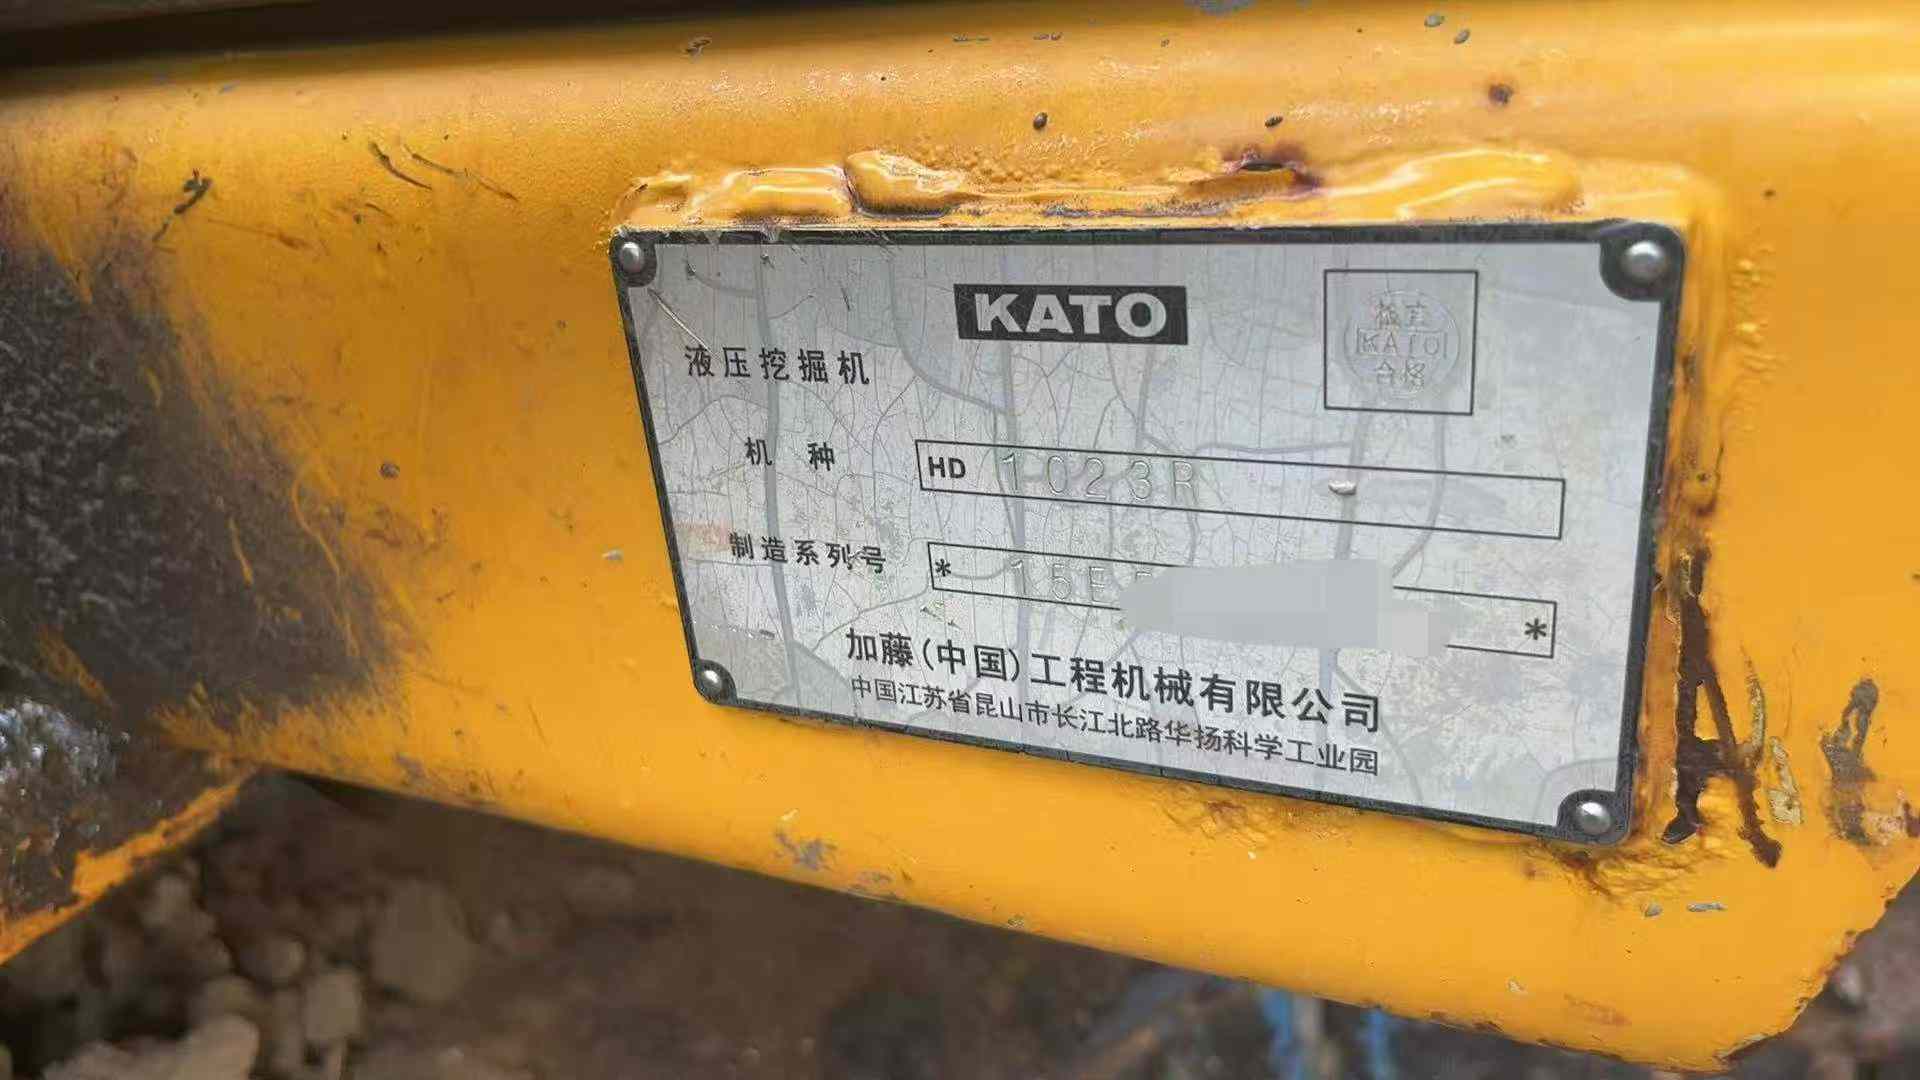 KATO
检查
KATO
合格
液压挖掘机
机 种 HD 1023R
制造系列号 * 15E *
加藤(中国)工程机械有限公司
中国江苏省昆山市长江北路华扬科学工业园